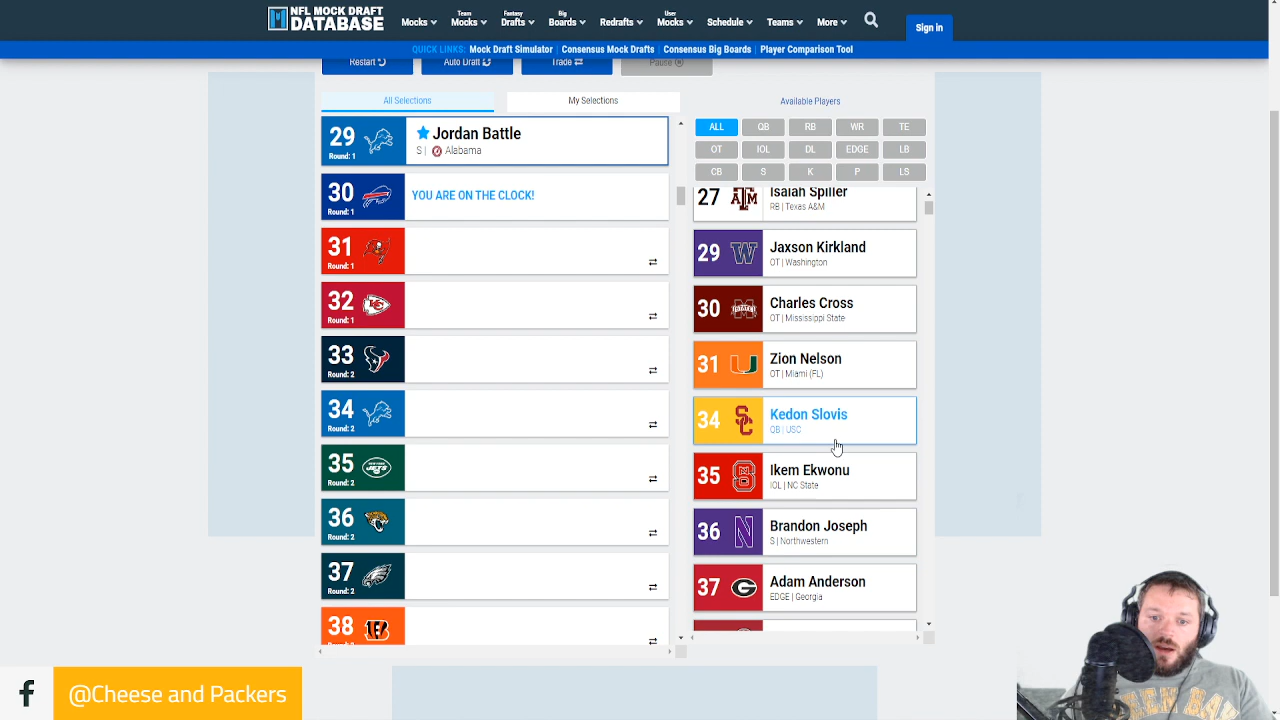 NFL MOCK DRAFT
DATABASE
Mocks
Team
Mocks
Fantasy
Drafts
Big
Boards
Redrafts
User
Mocks
Schedule
Teams
More
Sign in
QUICK LINKS: Mock Draft Simulator Consensus Mock Drafts Consensus Big Boards Player Comparison Tool
Restart Auto Draft Trade Pause
All Selections My Selections Available Players
29 Round: 1 Jordan Battle
S | Alabama
30 Round: 1 YOU ARE ON THE CLOCK!
31 Round: 1
32 Round: 1
33 Round: 2
34 Round: 2
35 Round: 2
JETS
36 Round: 2
37 Round: 2
38
ALL QB RB WR TE
OT IOL DL EDGE LB
CB S K P LS
27 Isaiah Spiller
RB | Texas A&M
29 Jaxson Kirkland
OT | Washington
30 Charles Cross
OT | Mississippi State
31 Zion Nelson
OT | Miami (FL)
34 Kedon Slovis
QB | USC
35 Ikem Ekwonu
IOL | NC State
36 Brandon Joseph
S | Northwestern
37 Adam Anderson
EDGE | Georgia
@Cheese and Packers
GREEN BAY